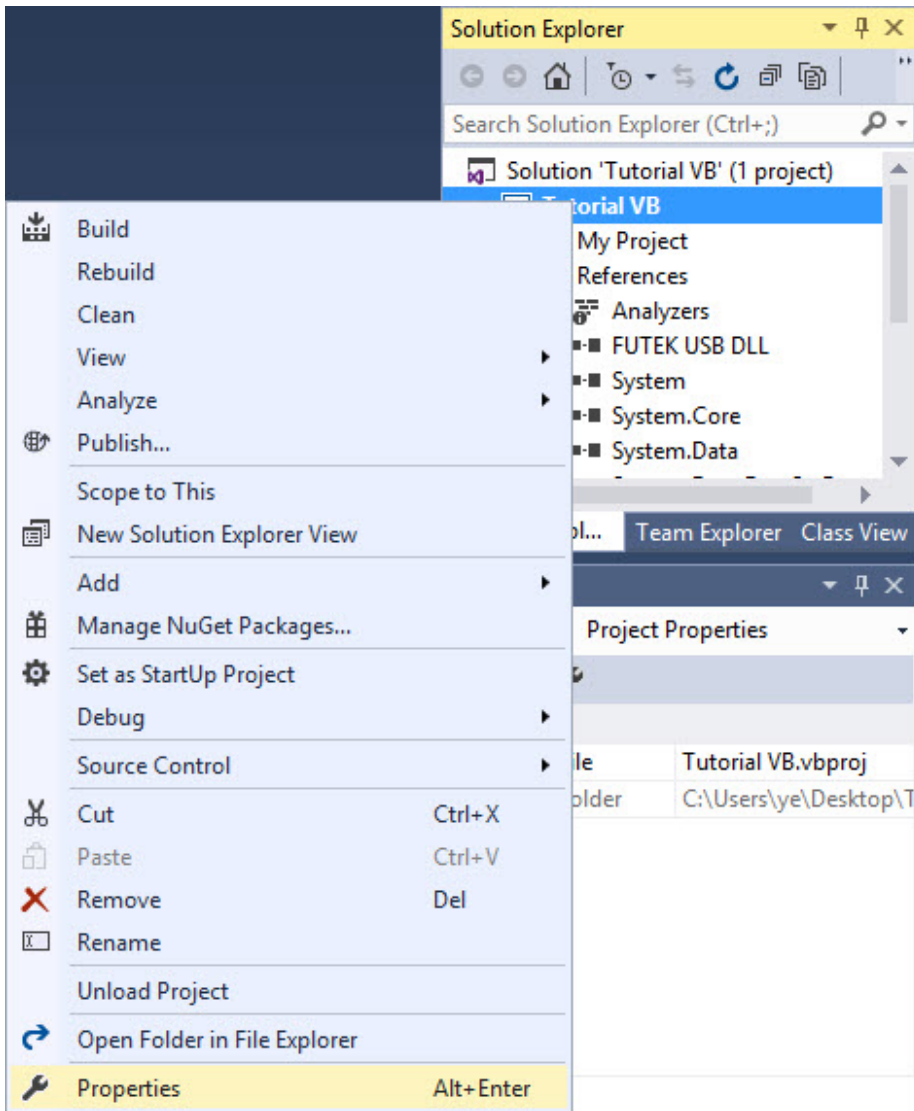 Solution Explorer
Search Solution Explorer (Ctrl+;)
Solution 'Tutorial VB' (1 project)
Tutorial VB
My Project
References
Analyzers
FUTEK USB DLL
System
System.Core
System.Data
Team Explorer Class View
Project Properties
Tutorial VB.vbproj
C:\Users\ye\Desktop\T
Build
Rebuild
Clean
View
Analyze
Publish...
Scope to This
New Solution Explorer View
Add
Manage NuGet Packages...
Set as StartUp Project
Debug
Source Control
Cut Ctrl+X
Paste Ctrl+V
Remove Del
Rename
Unload Project
Open Folder in File Explorer
Properties Alt+Enter